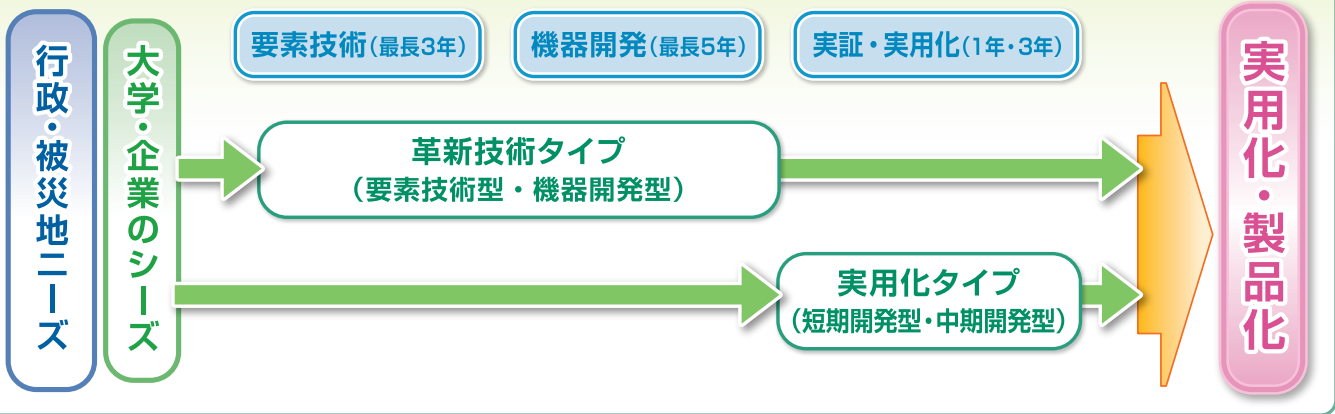 行政・被災地ニーズ
大学・企業のシーズ
要素技術(最長3年)
機器開発(最長5年)
実証・実用化(1年・3年)
革新技術タイプ
(要素技術型・機器開発型)
実用化タイプ
(短期開発型・中期開発型)
実用化・製品化